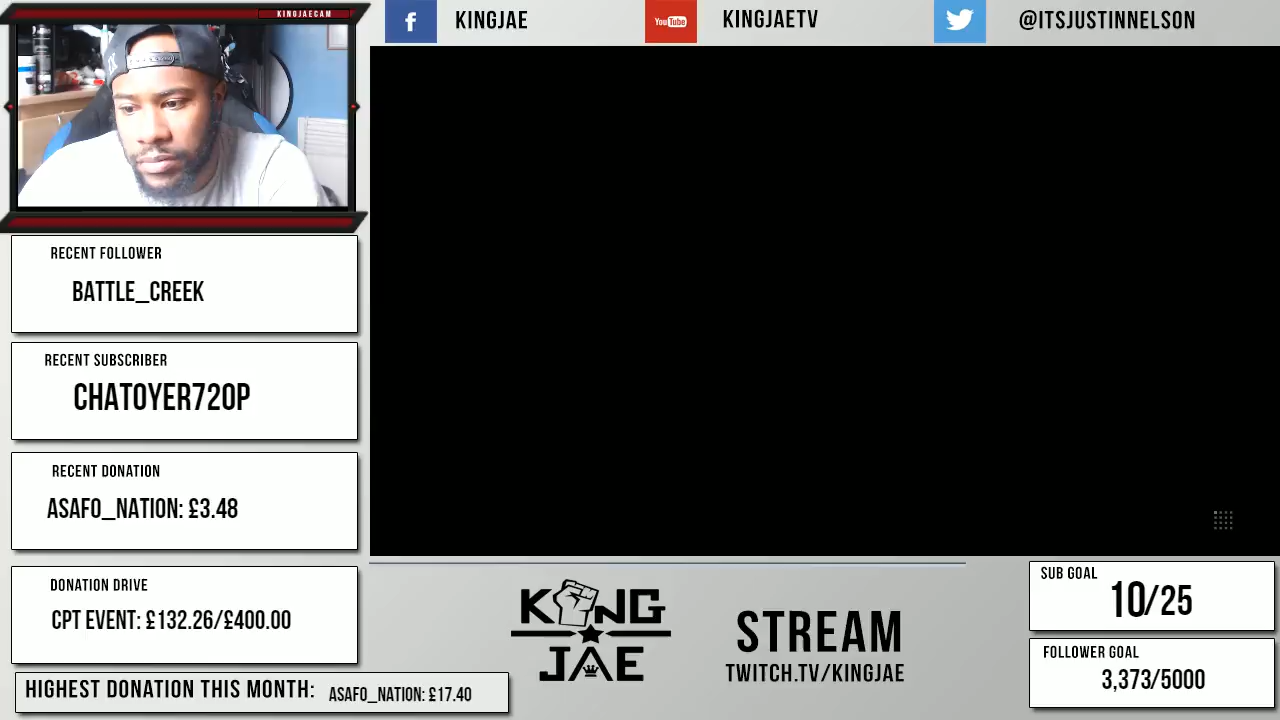 KINGJAECAM
KINGJAE
KINGJAETV
@ITSJUSTINNELSON
f
You Tube
RECENT FOLLOWER
BATTLE_CREEK
RECENT SUBSCRIBER
CHATOYER720P
RECENT DONATION
ASAFO_NATION: £3.48
DONATION DRIVE
CPT EVENT: £132.26/£400.00
HIGHEST DONATION THIS MONTH: ASAFO_NATION: £17.40
KING
JAE
STREAM
TWITCH.TV/KINGJAE
SUB GOAL
10/25
FOLLOWER GOAL
3,373/5000